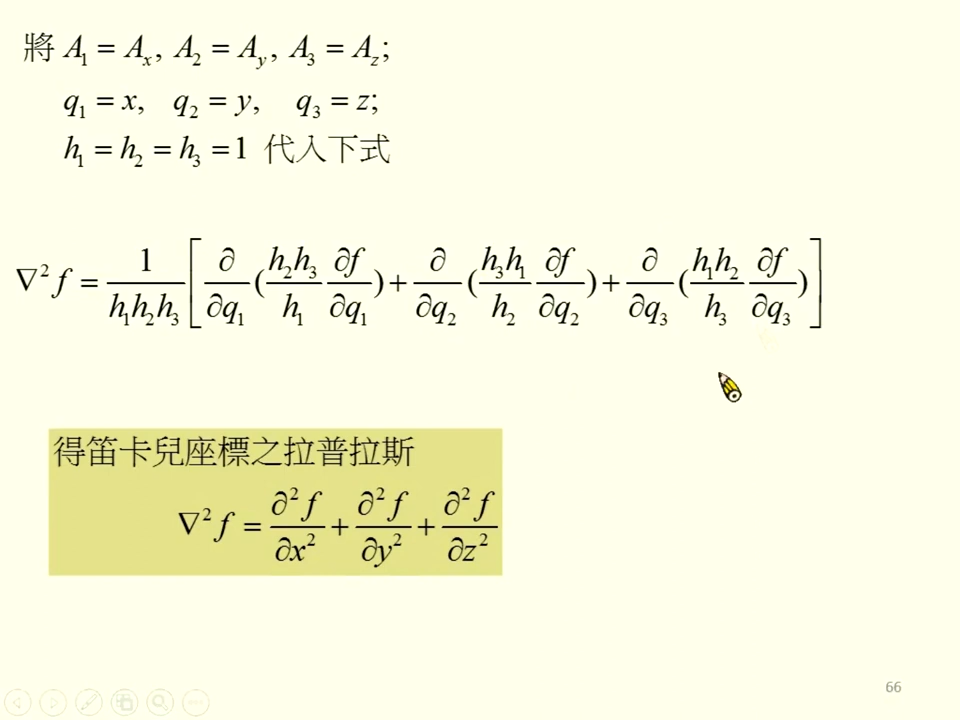 將 A₁ = Aₓ, A₂ = A_y, A₃ = A_z;
q₁ = x, q₂ = y, q₃ = z;
h₁ = h₂ = h₃ = 1 代入下式
∇²f = 1/(h₁h₂h₃) [ ∂/∂q₁ (h₂h₃/h₁ ∂f/∂q₁) + ∂/∂q₂ (h₃h₁/h₂ ∂f/∂q₂) + ∂/∂q₃ (h₁h₂/h₃ ∂f/∂q₃) ]
得笛卡兒座標之拉普拉斯
∇²f = ∂²f/∂x² + ∂²f/∂y² + ∂²f/∂z²
66